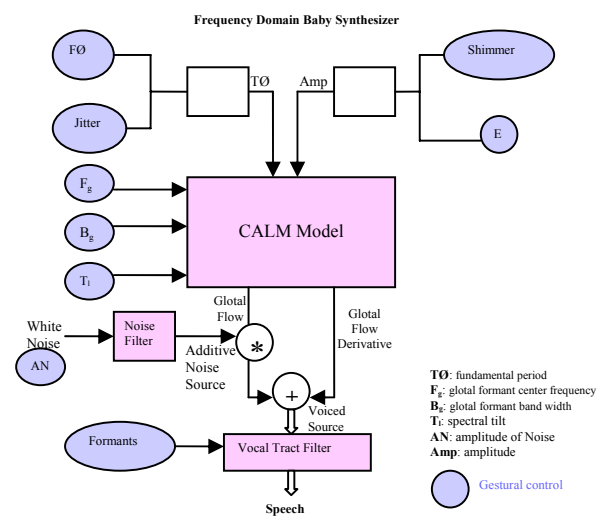 Frequency Domain Baby Synthesizer
FØ
Shimmer
TØ
Amp
Jitter
E
Fg
Bg
CALM Model
Tl
Glotal
Flow
Glotal
Flow
Derivative
White
Noise
Noise
Filter
*
AN
Additive
Noise
Source
+
Voiced
Source
Formants
Vocal Tract Filter
Speech
TØ: fundamental period
Fg: glotal formant center frequency
Bg: glotal formant band width
Tl: spectral tilt
AN: amplitude of Noise
Amp: amplitude
Gestural control